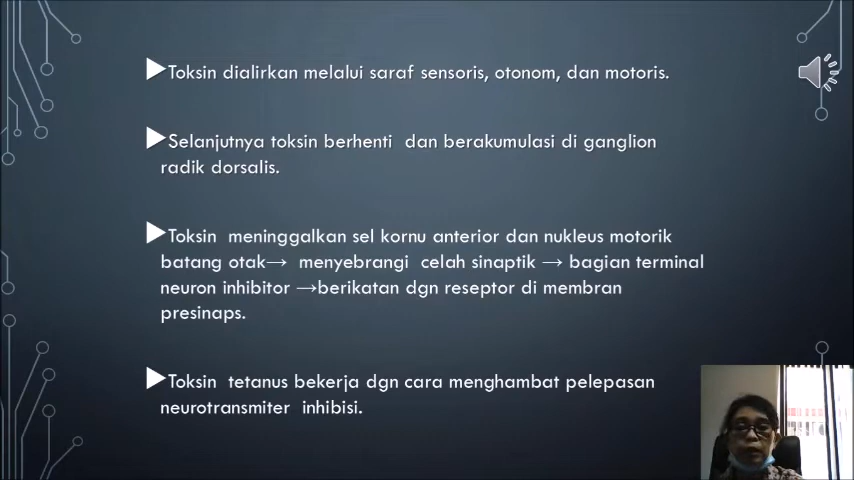 Toksin dialirkan melalui saraf sensoris, otonom, dan motoris.
Selanjutnya toksin berhenti dan berakumulasi di ganglion
radik dorsalis.
Toksin meninggalkan sel kornu anterior dan nukleus motorik
batang otak→ menyebrangi celah sinaptik → bagian terminal
neuron inhibitor →berikatan dgn reseptor di membran
presinaps.
Toksin tetanus bekerja dgn cara menghambat pelepasan
neurotransmiter inhibisi.